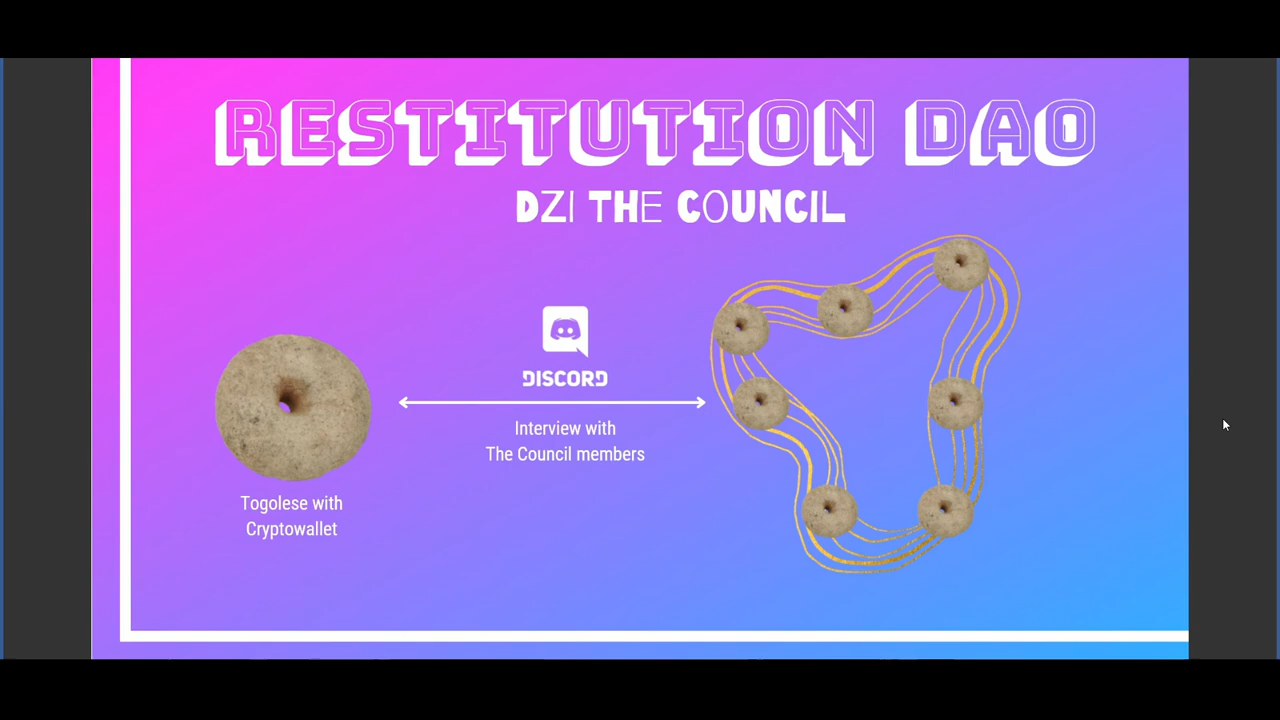 RESTITUTION DAO
DZI THE COUNCIL
DISCORD
Interview with
The Council members
Togolese with
Cryptowallet